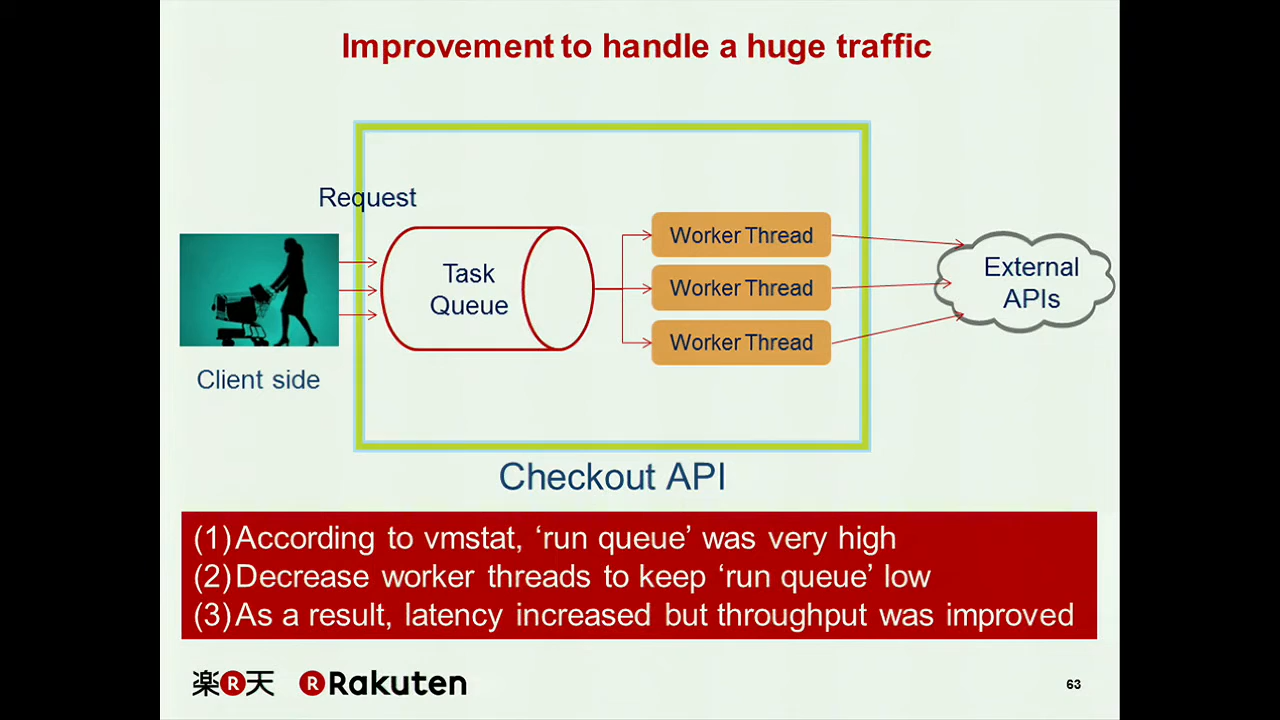 Improvement to handle a huge traffic
Request
Task
Queue
Worker Thread
Worker Thread
Worker Thread
External
APIs
Client side
Checkout API
(1)According to vmstat, ‘run queue’ was very high
(2)Decrease worker threads to keep ‘run queue’ low
(3)As a result, latency increased but throughput was improved
楽R天 R Rakuten
63